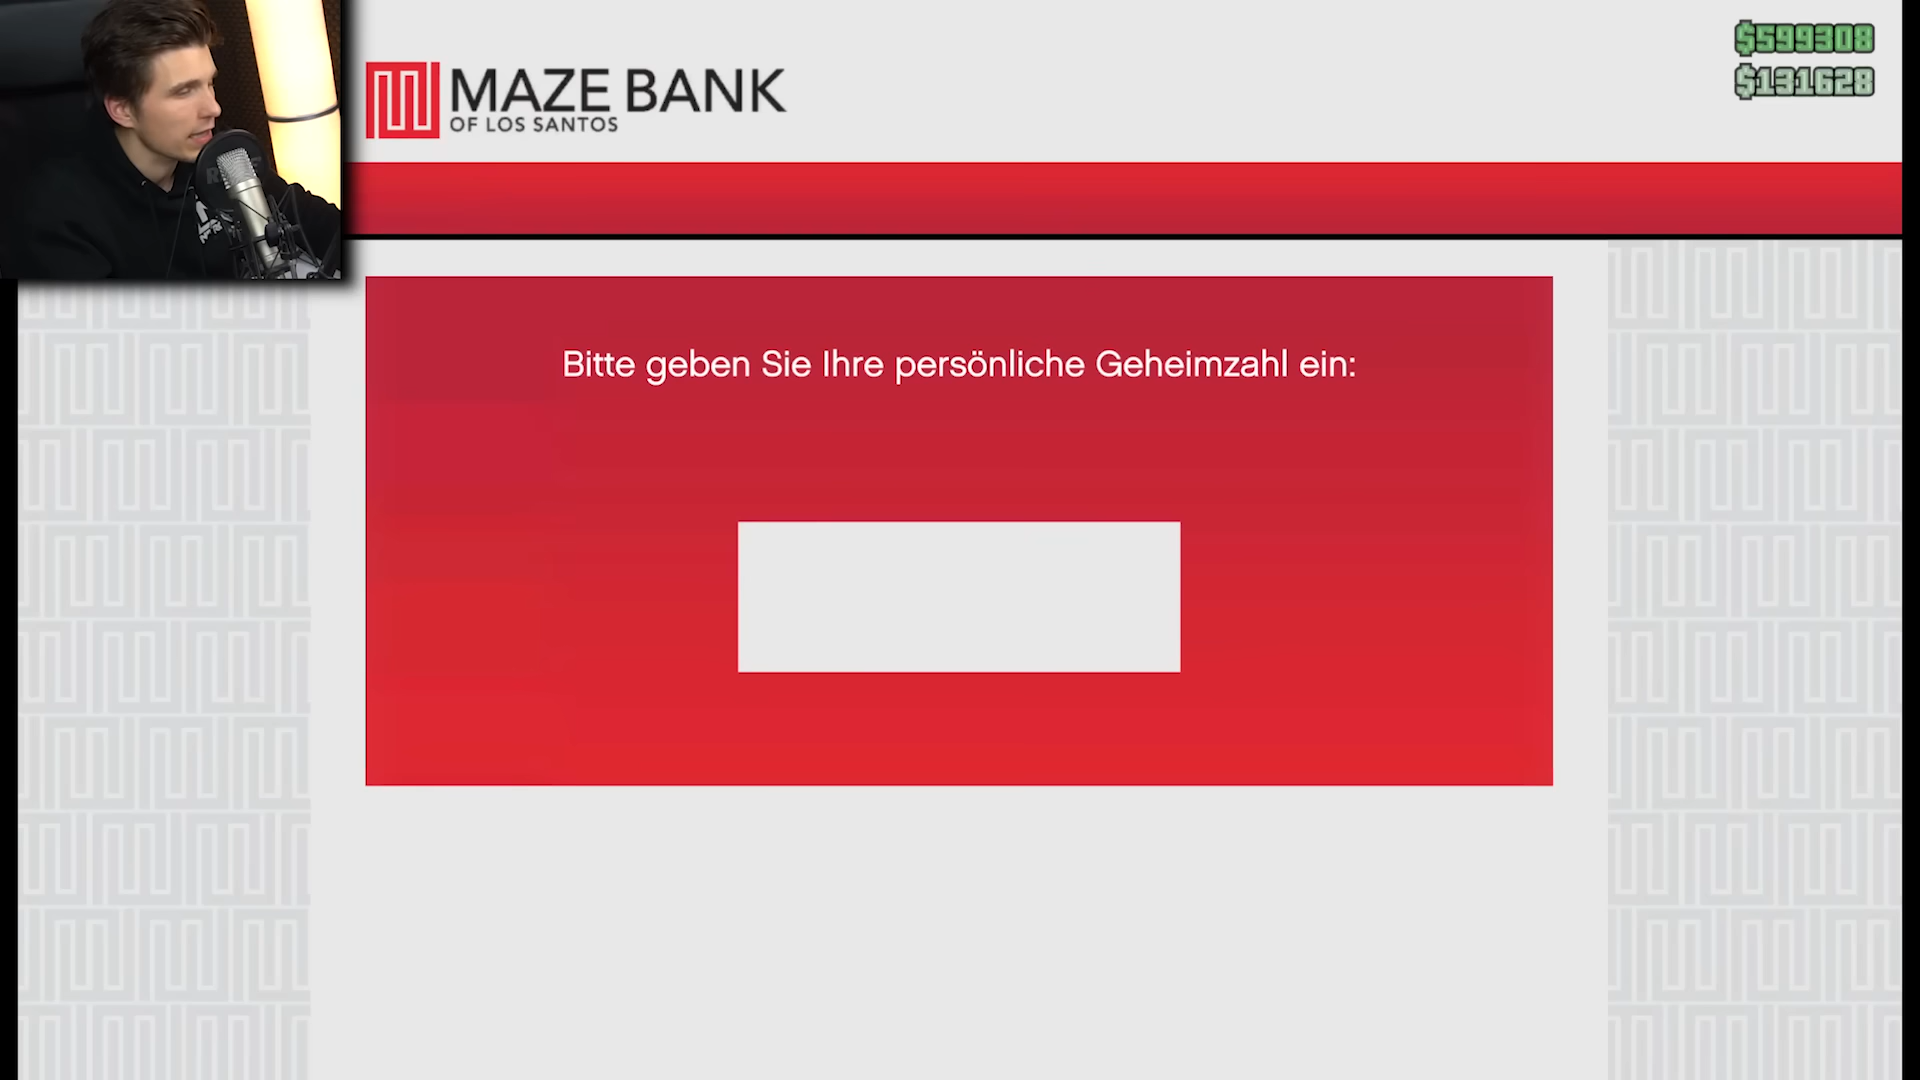 MAZE BANK
OF LOS SANTOS
$599308
$131628
Bitte geben Sie Ihre persönliche Geheimzahl ein: